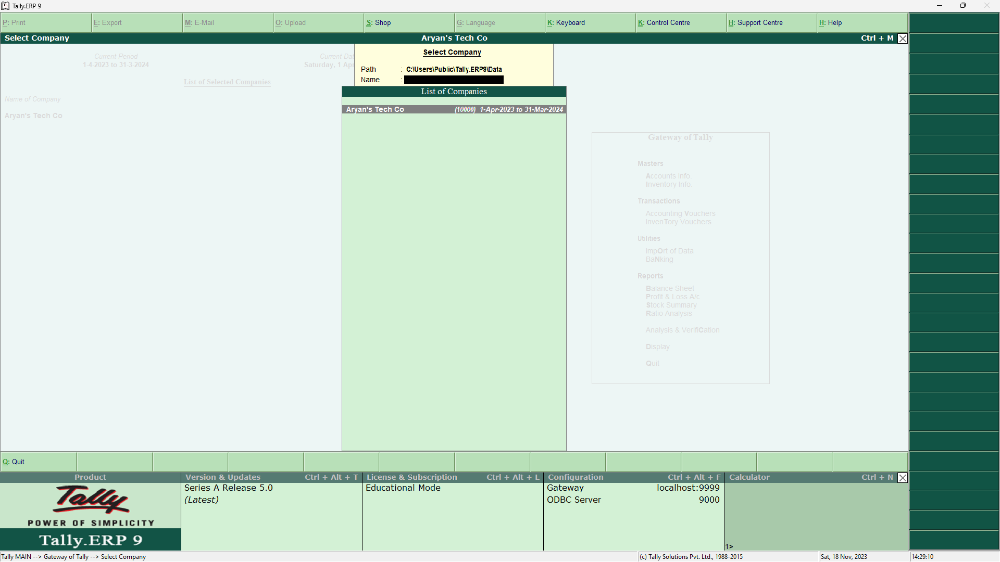 Tally.ERP 9
P: Print
E: Export
M: E-Mail
O: Upload
S: Shop
G: Language
K: Keyboard
K: Control Centre
H: Support Centre
H: Help
Select Company
Aryan's Tech Co
Ctrl + M
Current Period
1-4-2023 to 31-3-2024
Current Dat
Saturday, 1 Apr
List of Selected Companies
Name of Company
Aryan's Tech Co
Select Company
Path : C:\Users\Public\Tally.ERP9\Data
Name :
List of Companies
Aryan's Tech Co (10000) 1-Apr-2023 to 31-Mar-2024
Gateway of Tally
Masters
Accounts Info.
Inventory Info.
Transactions
Accounting Vouchers
InvenTory Vouchers
Utilities
ImpOrt of Data
BaNking
Reports
Balance Sheet
Profit & Loss A/c
Stock Summary
Ratio Analysis
Analysis & VerifiCation
Display
Quit
Q: Quit
Product
Tally
POWER OF SIMPLICITY
Tally.ERP 9
Version & Updates Ctrl + Alt + T
Series A Release 5.0
(Latest)
License & Subscription Ctrl + Alt + L
Educational Mode
Configuration Ctrl + Alt + F
Gateway localhost:9999
ODBC Server 9000
Calculator Ctrl + N
1>
Tally MAIN --> Gateway of Tally --> Select Company
(c) Tally Solutions Pvt. Ltd., 1988-2015
Sat, 18 Nov, 2023
14:29:10